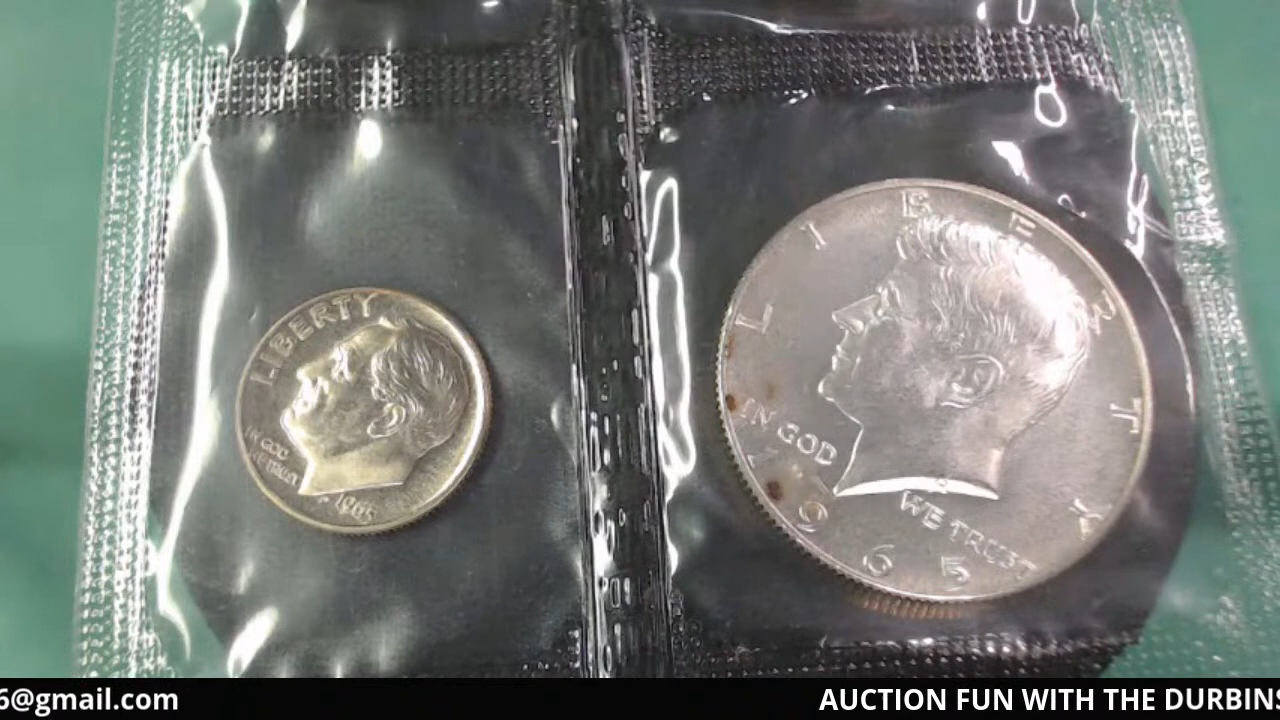 LIBERTY
IN GOD
WE TRUST
1965
LIBERTY
IN GOD
WE TRUST
1965
6@gmail.com
AUCTION FUN WITH THE DURBINS